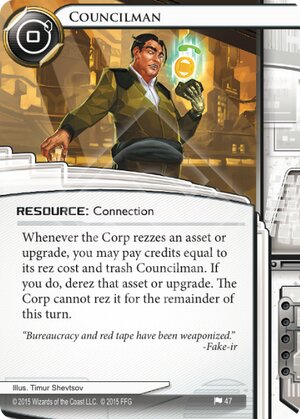 COUNCILMAN
0
RESOURCE: Connection
Whenever the Corp rezzes an asset or
upgrade, you may pay credits equal to
its rez cost and trash Councilman. If
you do, derez that asset or upgrade. The
Corp cannot rez it for the remainder of
this turn.
“Bureaucracy and red tape have been weaponized.”
-Fake-ir
Illus. Timur Shevtsov
© 2015 Wizards of the Coast LLC. © 2015 FFG
47